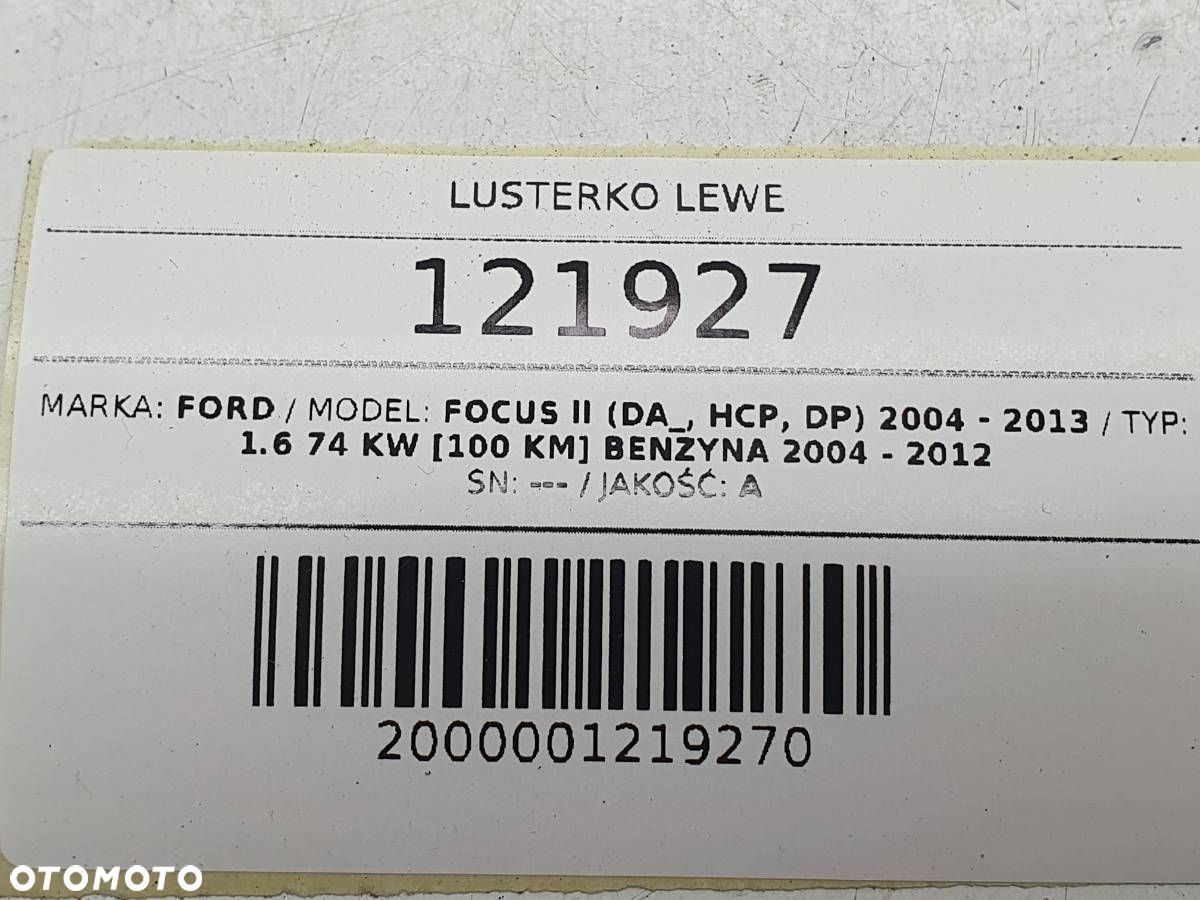 LUSTERKO LEWE
121927
MARKA: FORD / MODEL: FOCUS II (DA_, HCP, DP) 2004 - 2013 / TYP:
1.6 74 KW [100 KM] BENZYNA 2004 - 2012
SN: --- / JAKOŚĆ: A
2000001219270
OTOMOTO